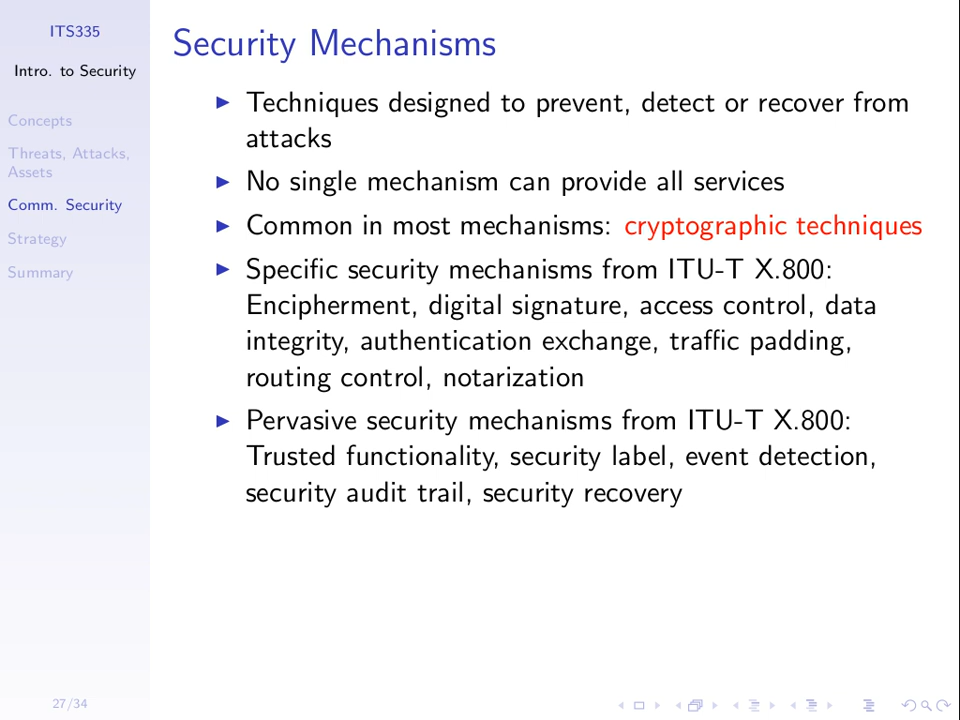 ITS335
Intro. to Security
Concepts
Threats, Attacks,
Assets
Comm. Security
Strategy
Summary
27/34
Security Mechanisms
Techniques designed to prevent, detect or recover from
attacks
No single mechanism can provide all services
Common in most mechanisms: cryptographic techniques
Specific security mechanisms from ITU-T X.800:
Encipherment, digital signature, access control, data
integrity, authentication exchange, traffic padding,
routing control, notarization
Pervasive security mechanisms from ITU-T X.800:
Trusted functionality, security label, event detection,
security audit trail, security recovery